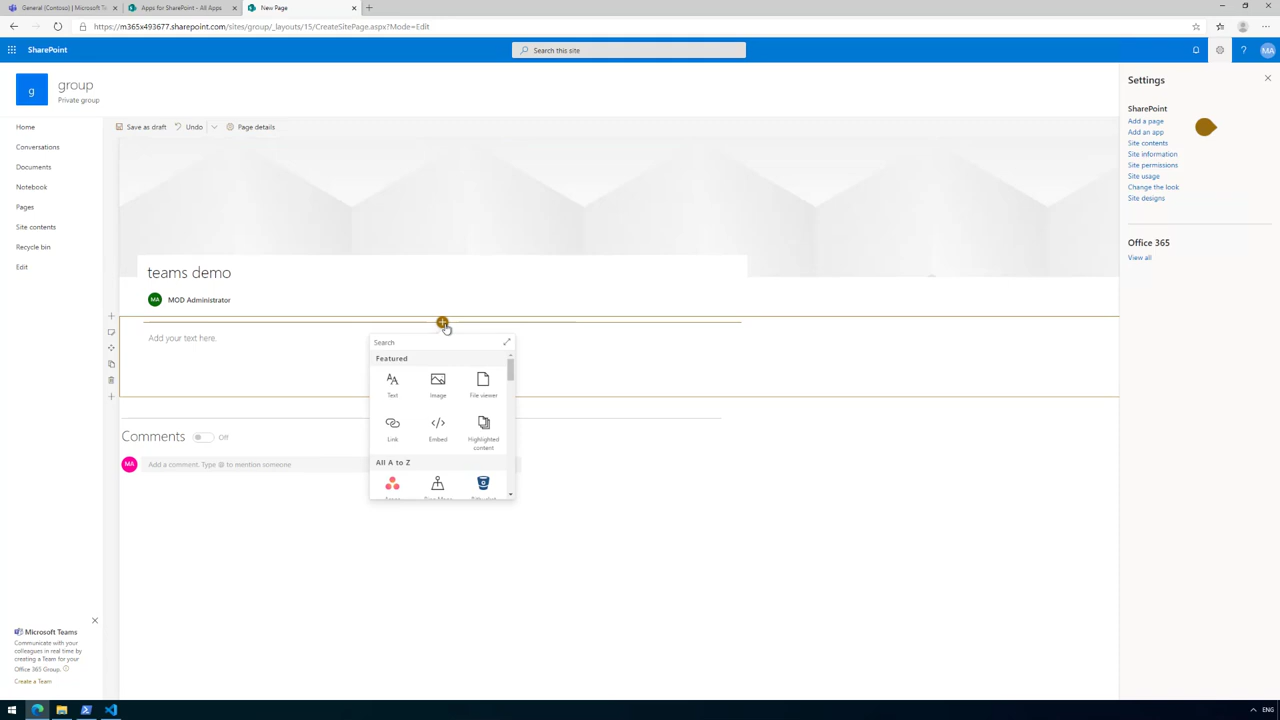 General (Contoso) | Microsoft Te
Apps for SharePoint - All Apps
New Page
https://m365x493677.sharepoint.com/sites/group/_layouts/15/CreateSitePage.aspx?Mode=Edit
SharePoint
Search this site
MA
g
group
Private group
Settings
SharePoint
Add a page
Add an app
Site contents
Site information
Site permissions
Site usage
Change the look
Site designs
Office 365
View all
Home
Conversations
Documents
Notebook
Pages
Site contents
Recycle bin
Edit
Save as draft
Undo
Page details
teams demo
MA
MOD Administrator
Add your text here.
Search
Featured
Text
Image
File viewer
Link
Embed
Highlighted
content
All A to Z
Comments
Off
MA
Add a comment. Type @ to mention someone
Microsoft Teams
Communicate with your
colleagues in real time by
creating a Team for your
Office 365 Group.
Create a Team
ENG